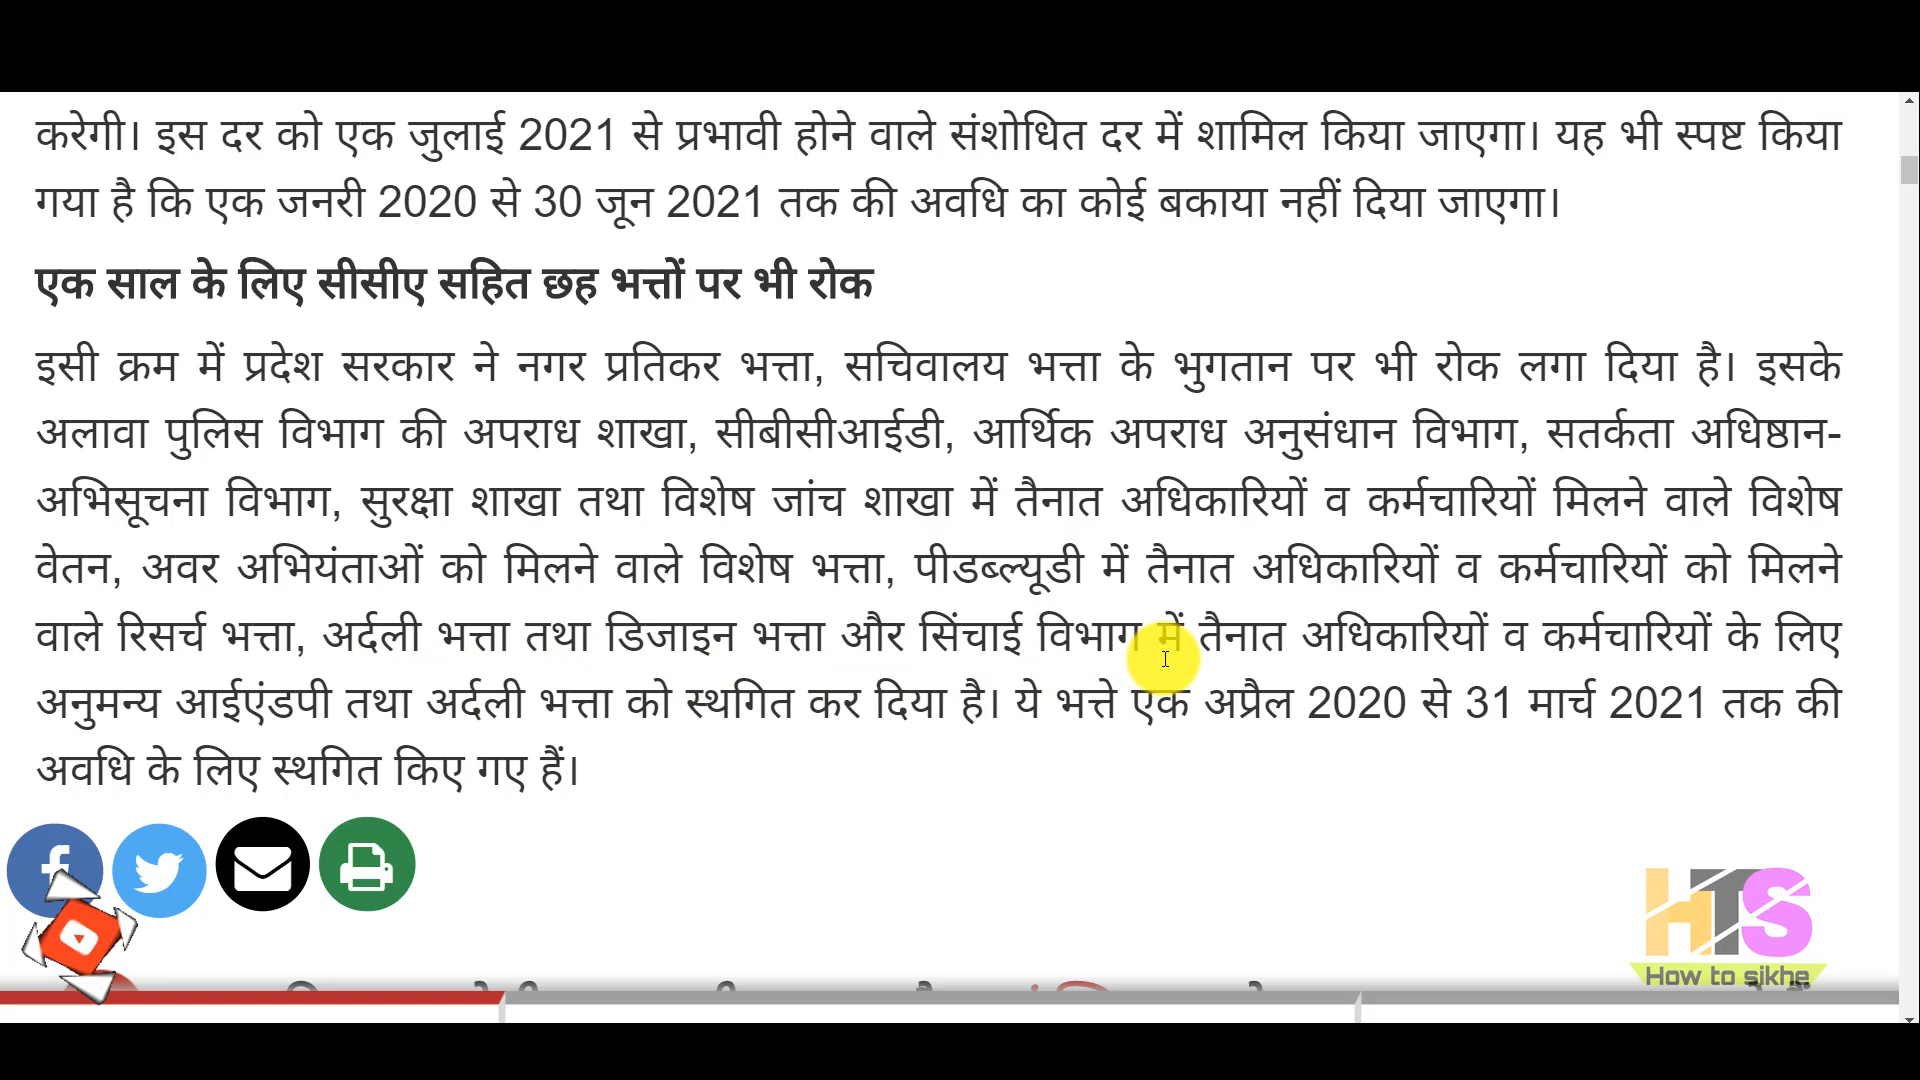 करेगी। इस दर को एक जुलाई 2021 से प्रभावी होने वाले संशोधित दर में शामिल किया जाएगा। यह भी स्पष्ट किया
गया है कि एक जनरी 2020 से 30 जून 2021 तक की अवधि का कोई बकाया नहीं दिया जाएगा।
एक साल के लिए सीसीए सहित छह भत्तों पर भी रोक
इसी क्रम में प्रदेश सरकार ने नगर प्रतिकर भत्ता, सचिवालय भत्ता के भुगतान पर भी रोक लगा दिया है। इसके
अलावा पुलिस विभाग की अपराध शाखा, सीबीसीआईडी, आर्थिक अपराध अनुसंधान विभाग, सतर्कता अधिष्ठान-
अभिसूचना विभाग, सुरक्षा शाखा तथा विशेष जांच शाखा में तैनात अधिकारियों व कर्मचारियों मिलने वाले विशेष
वेतन, अवर अभियंताओं को मिलने वाले विशेष भत्ता, पीडब्ल्यूडी में तैनात अधिकारियों व कर्मचारियों को मिलने
वाले रिसर्च भत्ता, अर्दली भत्ता तथा डिजाइन भत्ता और सिंचाई विभाग में तैनात अधिकारियों व कर्मचारियों के लिए
अनुमन्य आईएंडपी तथा अर्दली भत्ता को स्थगित कर दिया है। ये भत्ते एक अप्रैल 2020 से 31 मार्च 2021 तक की
अवधि के लिए स्थगित किए गए हैं।
HTS
How to sikhe